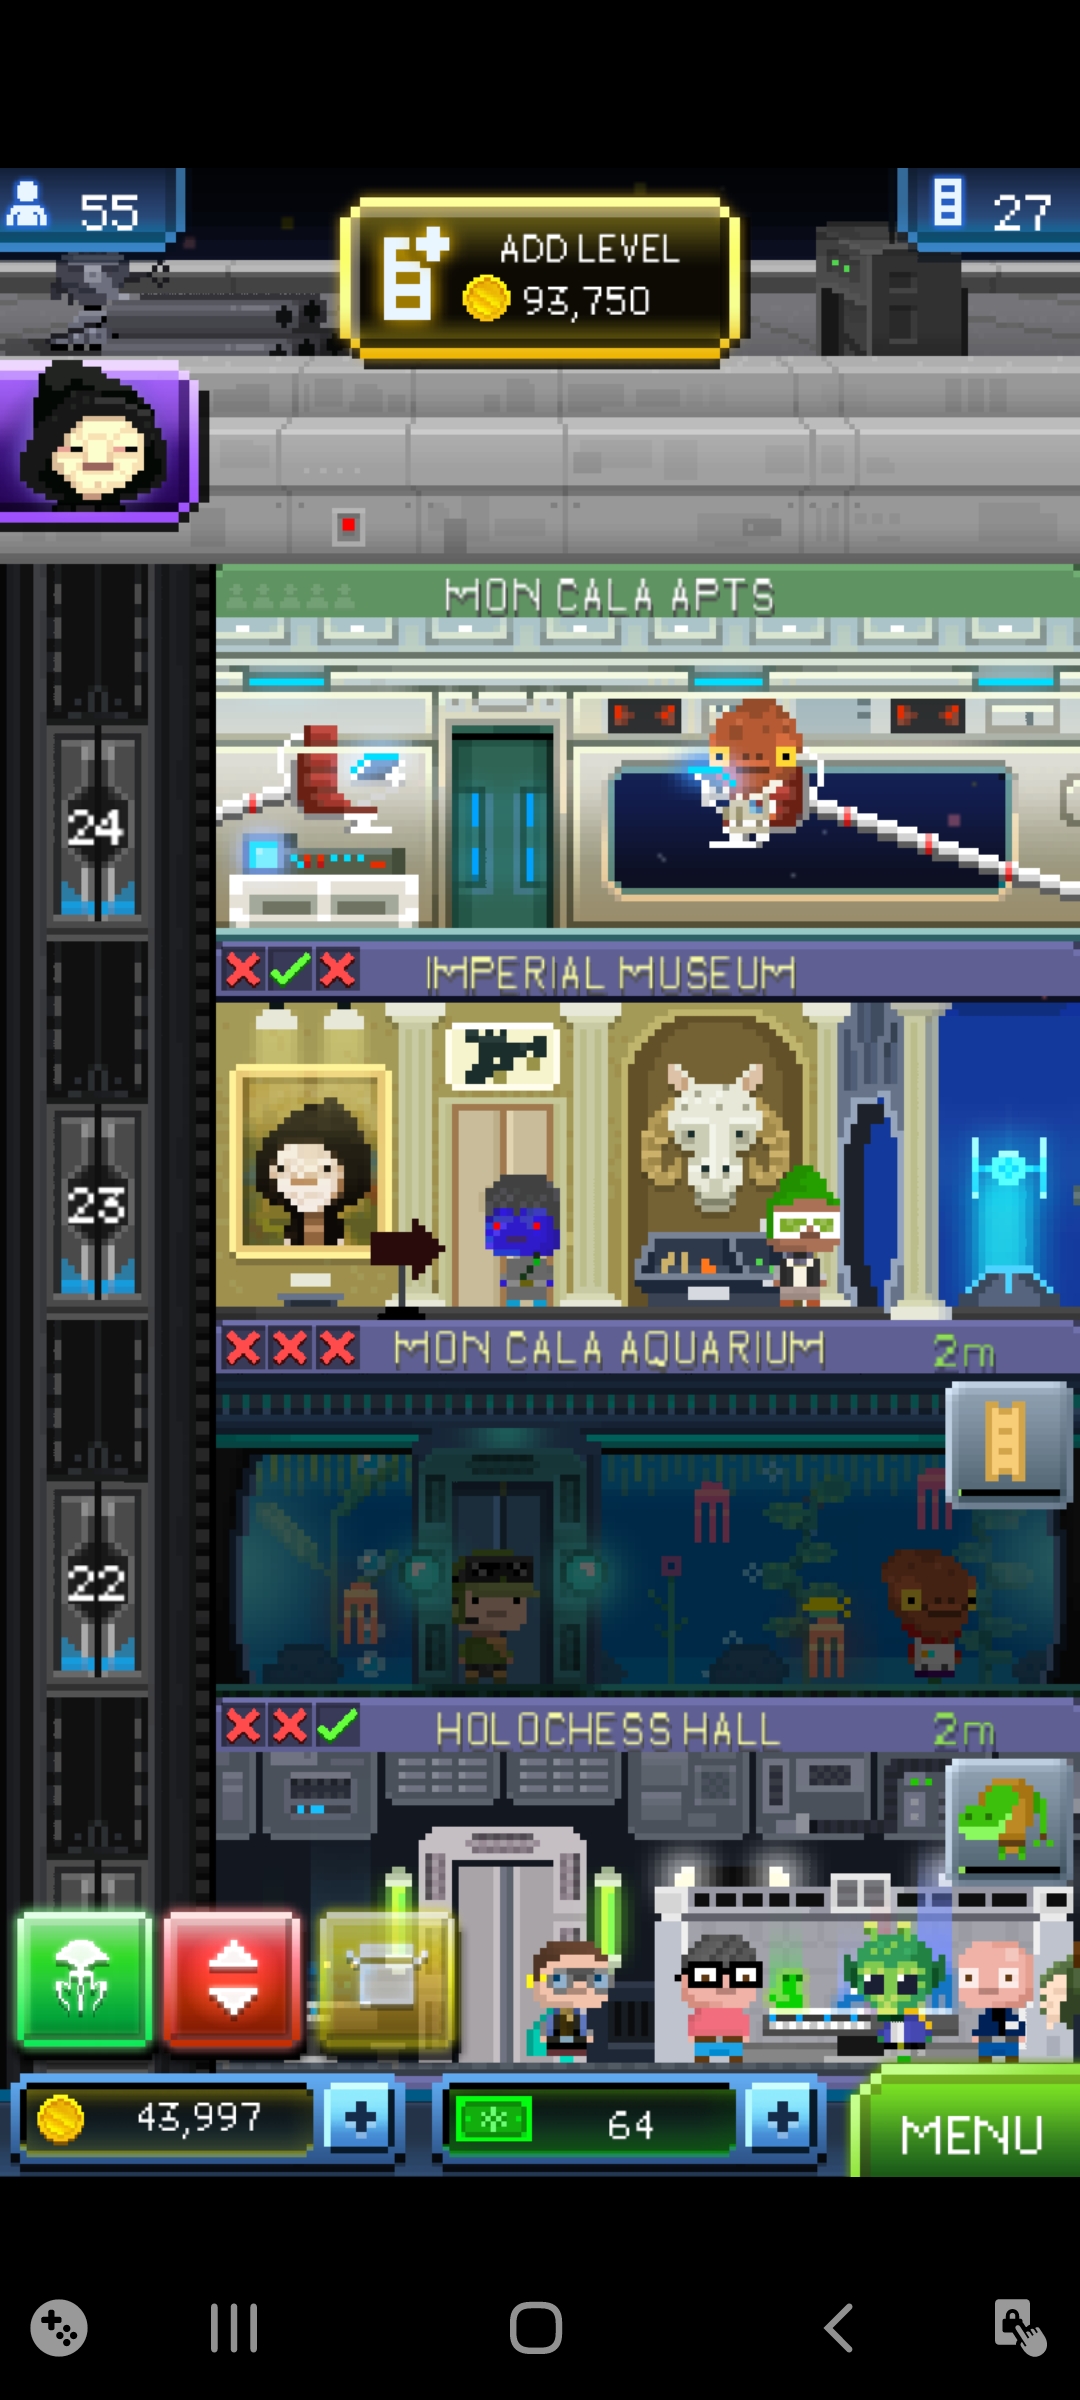 55
ADD LEVEL
93,750
27
MON CALA APTS
24
IMPERIAL MUSEUM
23
MON CALA AQUARIUM 2m
22
HOLOCHESS HALL 2m
43,997
64
MENU